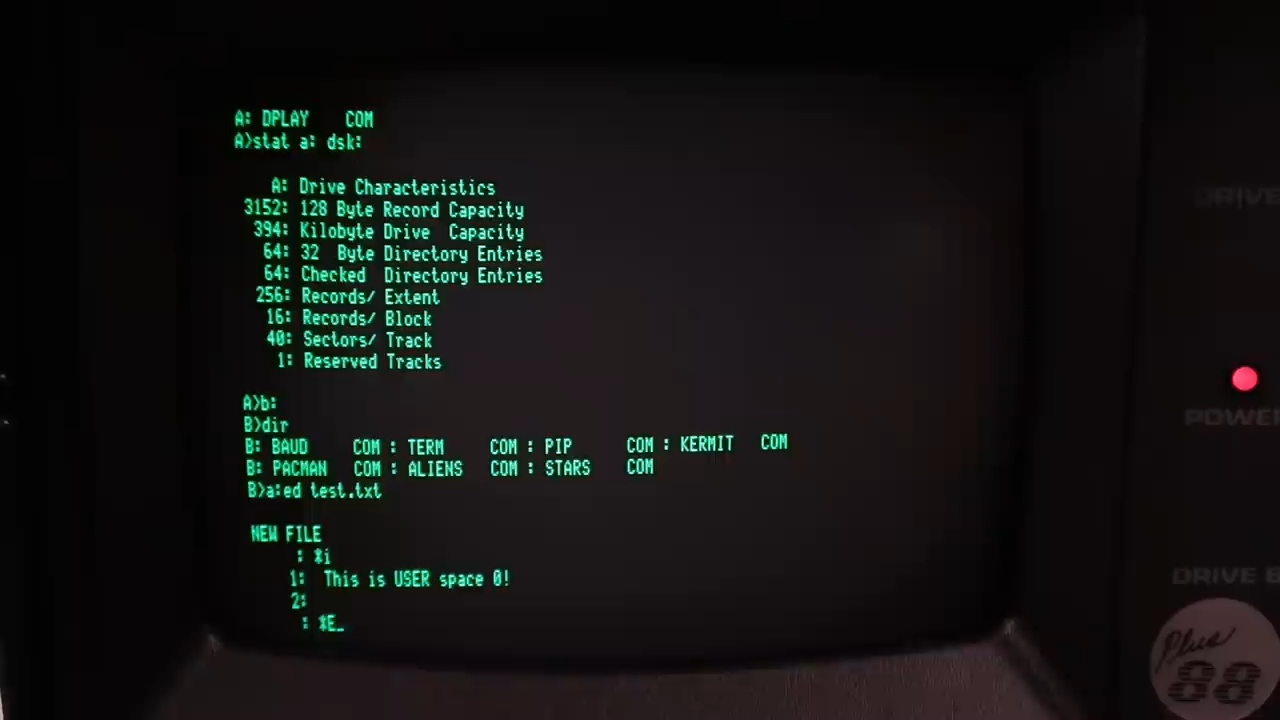 A: DPLAY    COM
A>stat a: dsk:
A: Drive Characteristics
3152: 128 Byte Record Capacity
394: Kilobyte Drive  Capacity
64: 32  Byte Directory Entries
64: Checked  Directory Entries
256: Records/ Extent
16: Records/ Block
40: Sectors/ Track
1: Reserved Tracks
A>b:
B>dir
B: BAUD     COM : TERM     COM : PIP      COM : KERMIT   COM
B: PACMAN   COM : ALIENS   COM : STARS    COM
B>a:ed test.txt
NEW FILE
: *i
1:  This is USER space 0!
2:
: *E_
DRIVE
POWER
DRIVE B
Plus
88